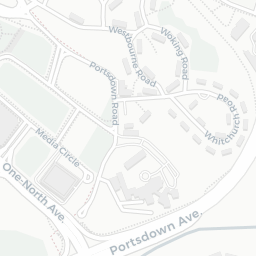 Westbourne Road
Woking Road
Portsdown Road
Whitchurch Road
Media Circle
One-North Ave.
Portsdown Ave.